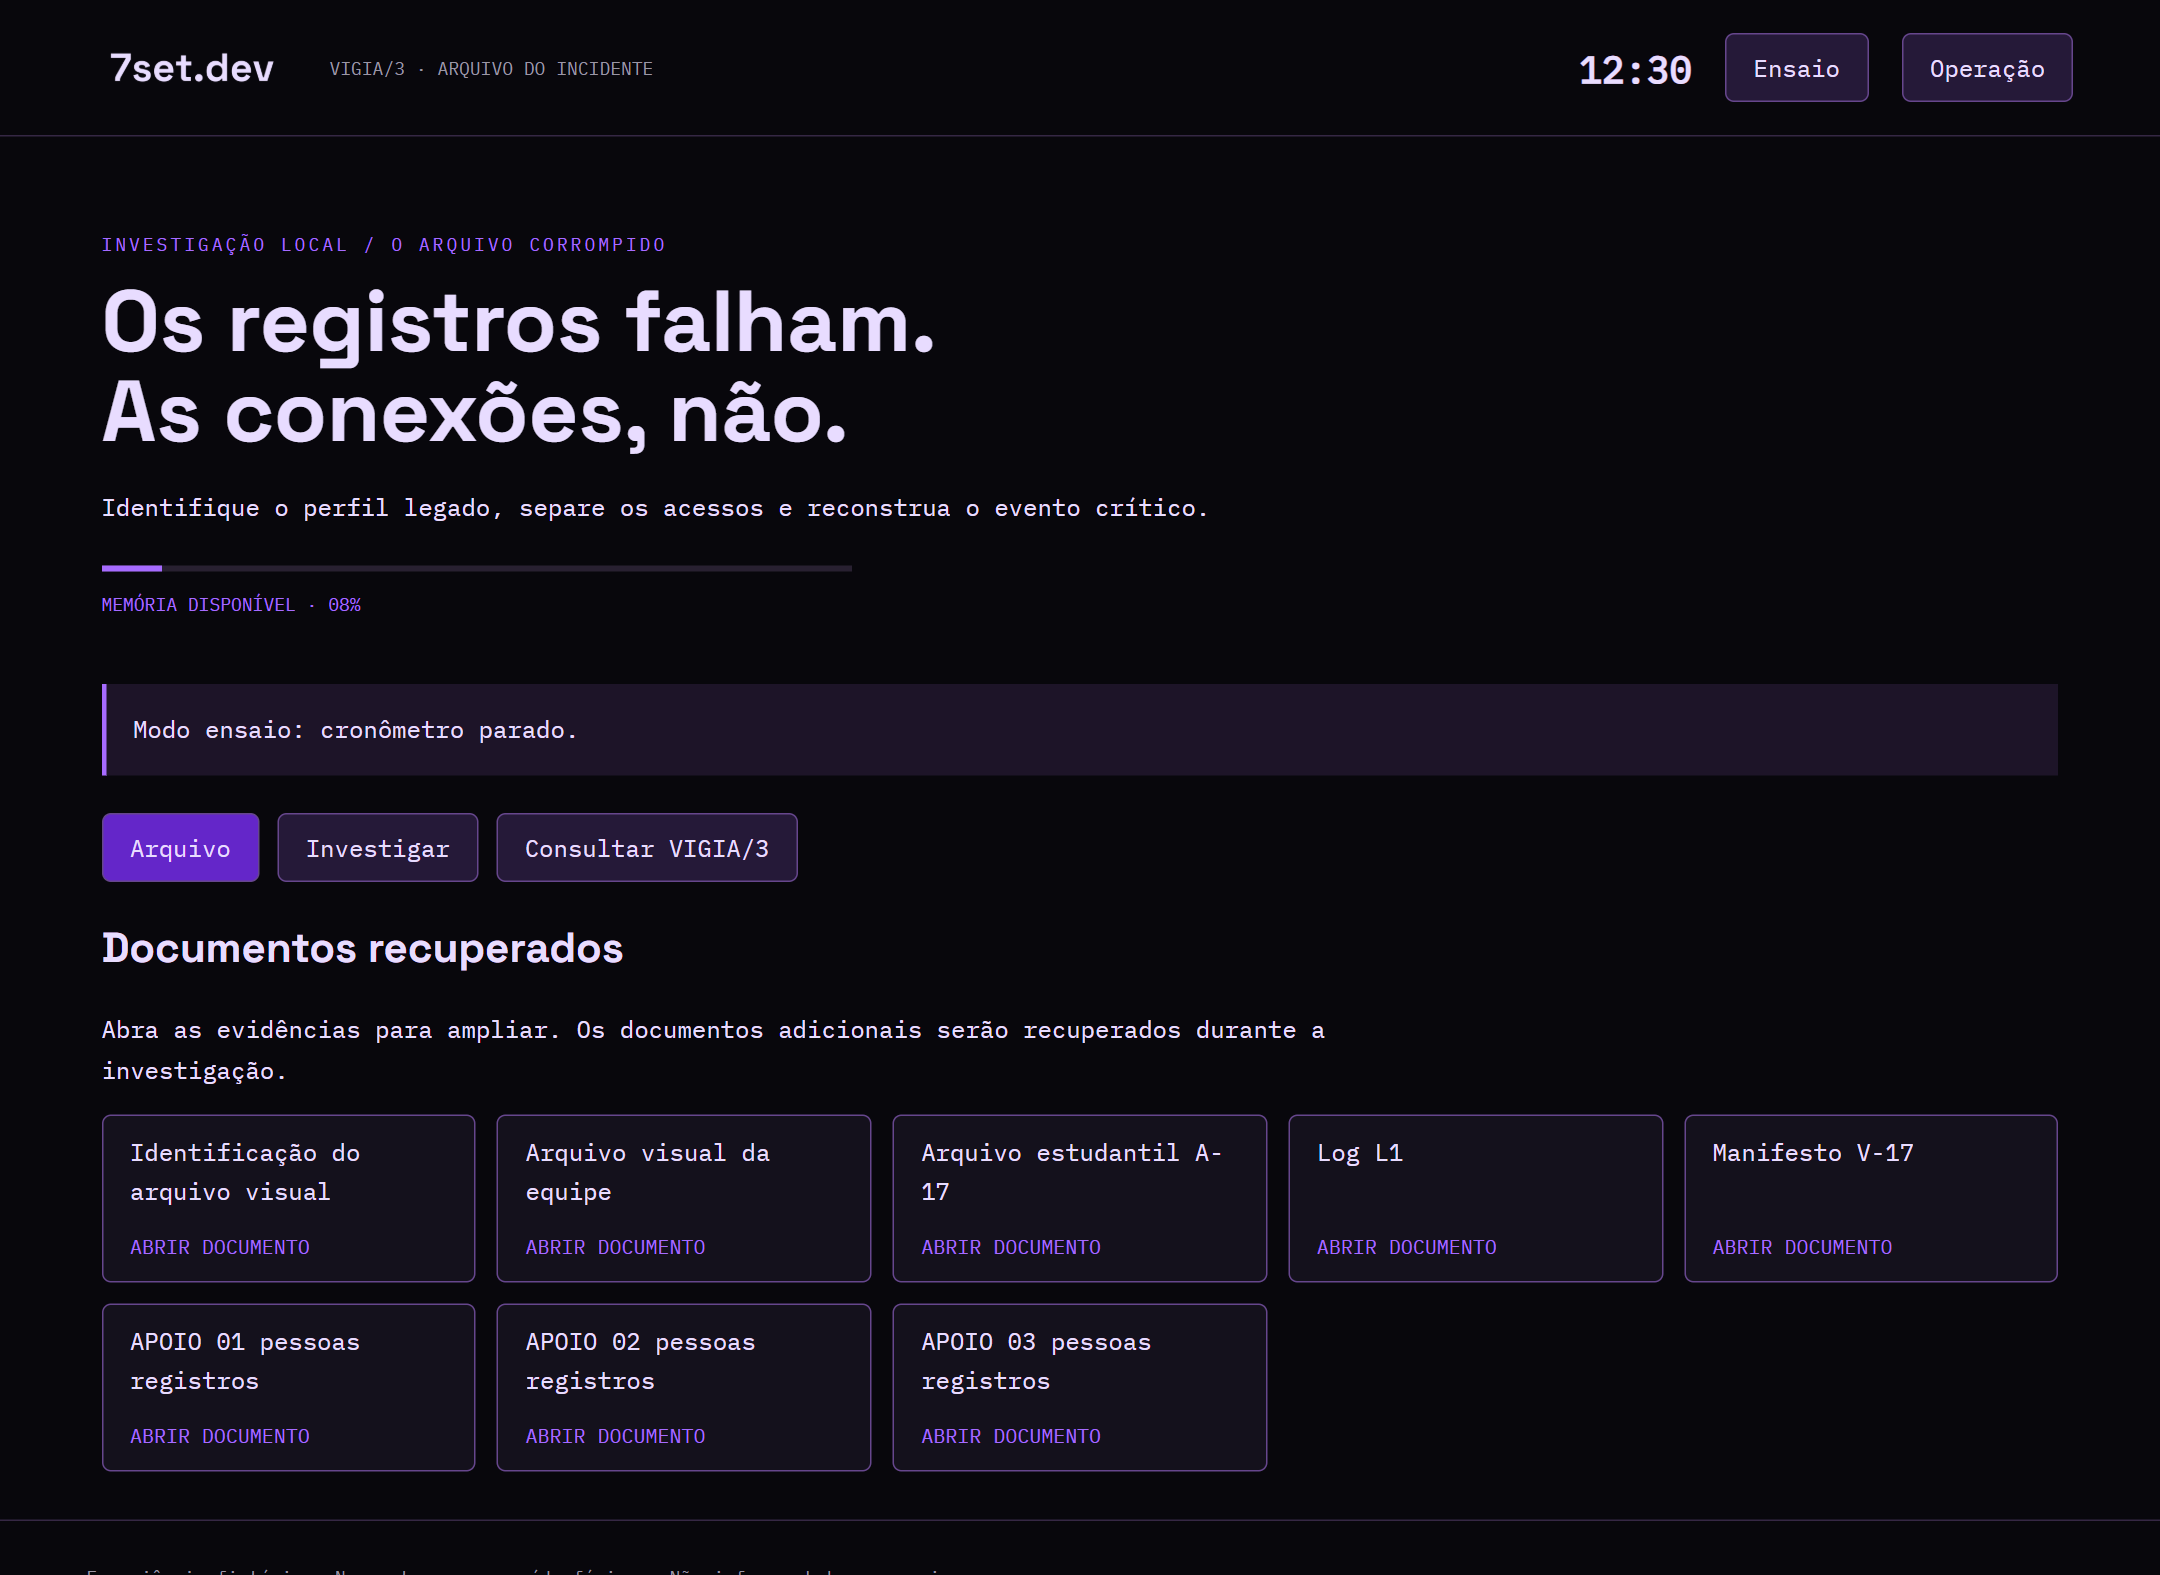 7set.dev
VIGIA/3 · ARQUIVO DO INCIDENTE
12:30
Ensaio
Operação
INVESTIGAÇÃO LOCAL / O ARQUIVO CORROMPIDO
Os registros falham.
As conexões, não.
Identifique o perfil legado, separe os acessos e reconstrua o evento crítico.
MEMÓRIA DISPONÍVEL · 08%
Modo ensaio: cronômetro parado.
Arquivo
Investigar
Consultar VIGIA/3
Documentos recuperados
Abra as evidências para ampliar. Os documentos adicionais serão recuperados durante a
investigação.
Identificação do
arquivo visual
ABRIR DOCUMENTO
Arquivo visual da
equipe
ABRIR DOCUMENTO
Arquivo estudantil A-
17
ABRIR DOCUMENTO
Log L1
ABRIR DOCUMENTO
Manifesto V-17
ABRIR DOCUMENTO
APOIO 01 pessoas
registros
ABRIR DOCUMENTO
APOIO 02 pessoas
registros
ABRIR DOCUMENTO
APOIO 03 pessoas
registros
ABRIR DOCUMENTO